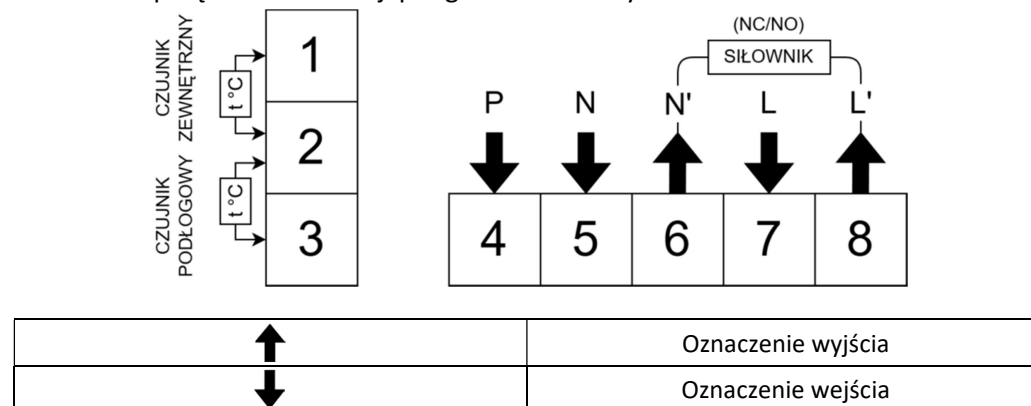 CZUJNIK
ZEWNĘTRZNY
t °C
1
2
CZUJNIK
PODŁOGOWY
t °C
3
(NC/NO)
SIŁOWNIK
P N N' L L'
4 5 6 7 8
Oznaczenie wyjścia
Oznaczenie wejścia